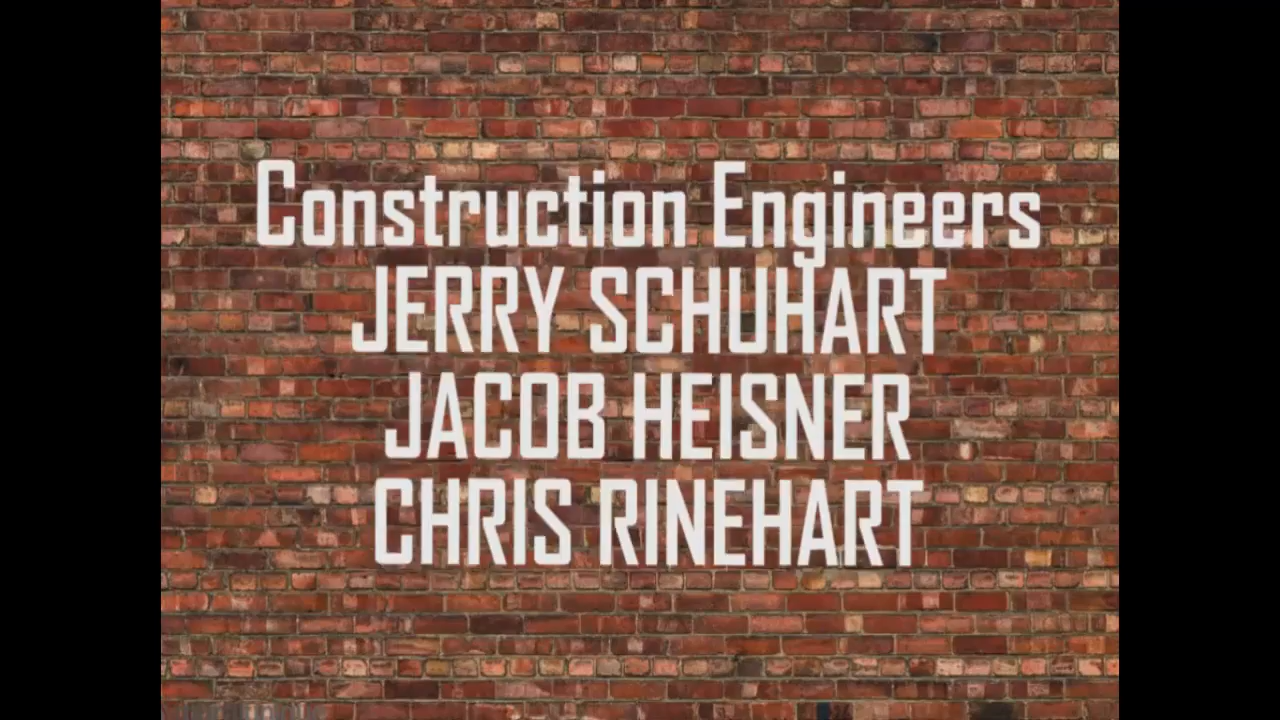 Construction Engineers
JERRY SCHUHART
JACOB HEISNER
CHRIS RINEHART